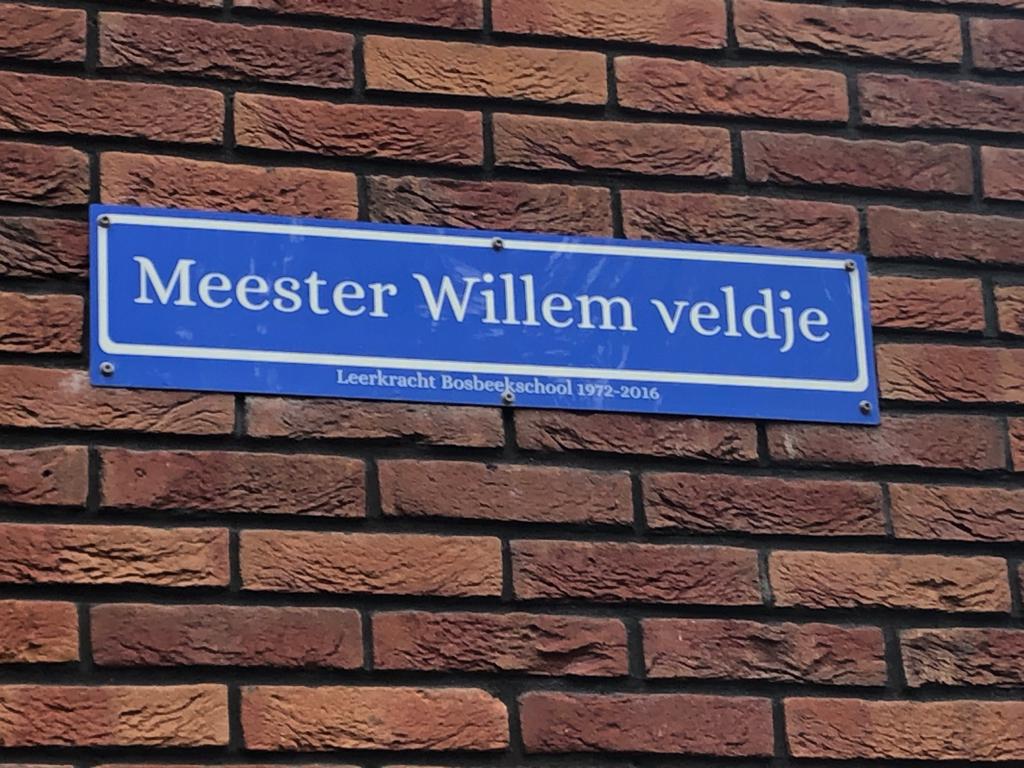 Meester Willem veldje
Leerkracht Bosbeekschool 1972-2016